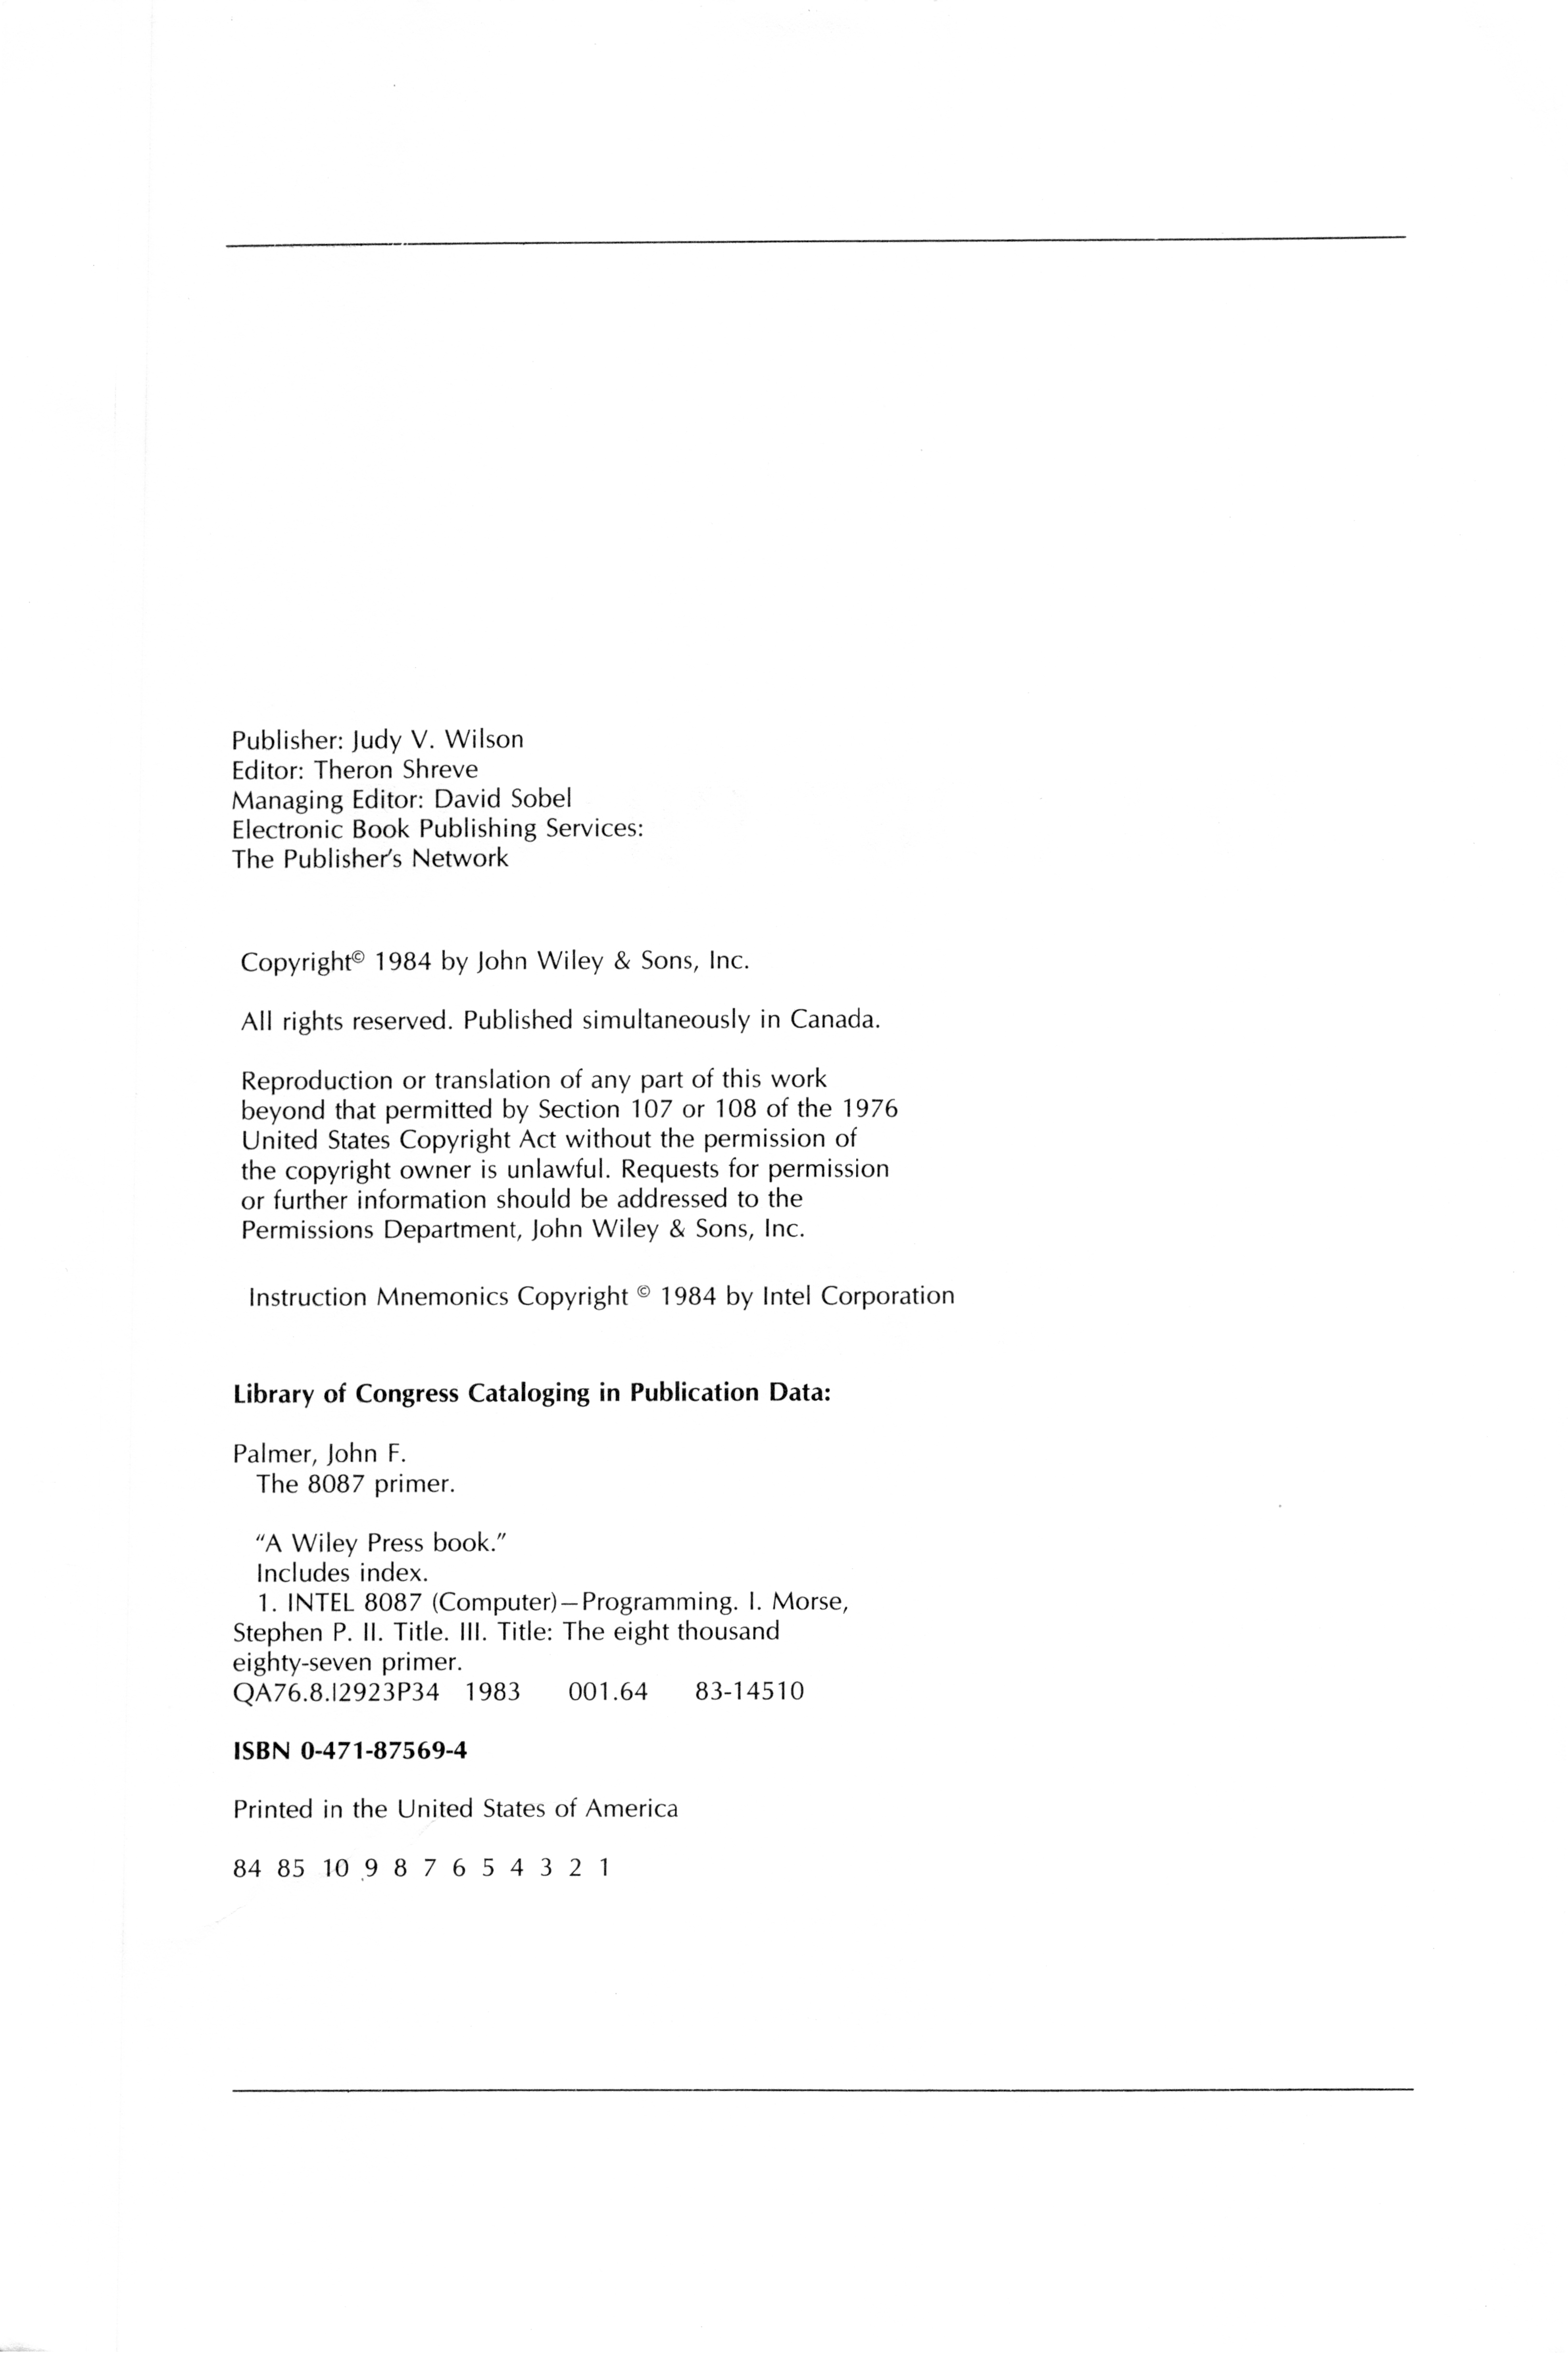 Publisher: Judy V. Wilson
Editor: Theron Shreve
Managing Editor: David Sobel
Electronic Book Publishing Services:
The Publisher's Network
Copyright© 1984 by John Wiley & Sons, Inc.
All rights reserved. Published simultaneously in Canada.
Reproduction or translation of any part of this work
beyond that permitted by Section 107 or 108 of the 1976
United States Copyright Act without the permission of
the copyright owner is unlawful. Requests for permission
or further information should be addressed to the
Permissions Department, John Wiley & Sons, Inc.
Instruction Mnemonics Copyright © 1984 by Intel Corporation
Library of Congress Cataloging in Publication Data:
Palmer, John F.
The 8087 primer.
“A Wiley Press book.”
Includes index.
1. INTEL 8087 (Computer)—Programming. I. Morse,
Stephen P. II. Title. III. Title: The eight thousand
eighty-seven primer.
QA76.8.I2923P34 1983 001.64 83-14510
ISBN 0-471-87569-4
Printed in the United States of America
84 85 10 9 8 7 6 5 4 3 2 1